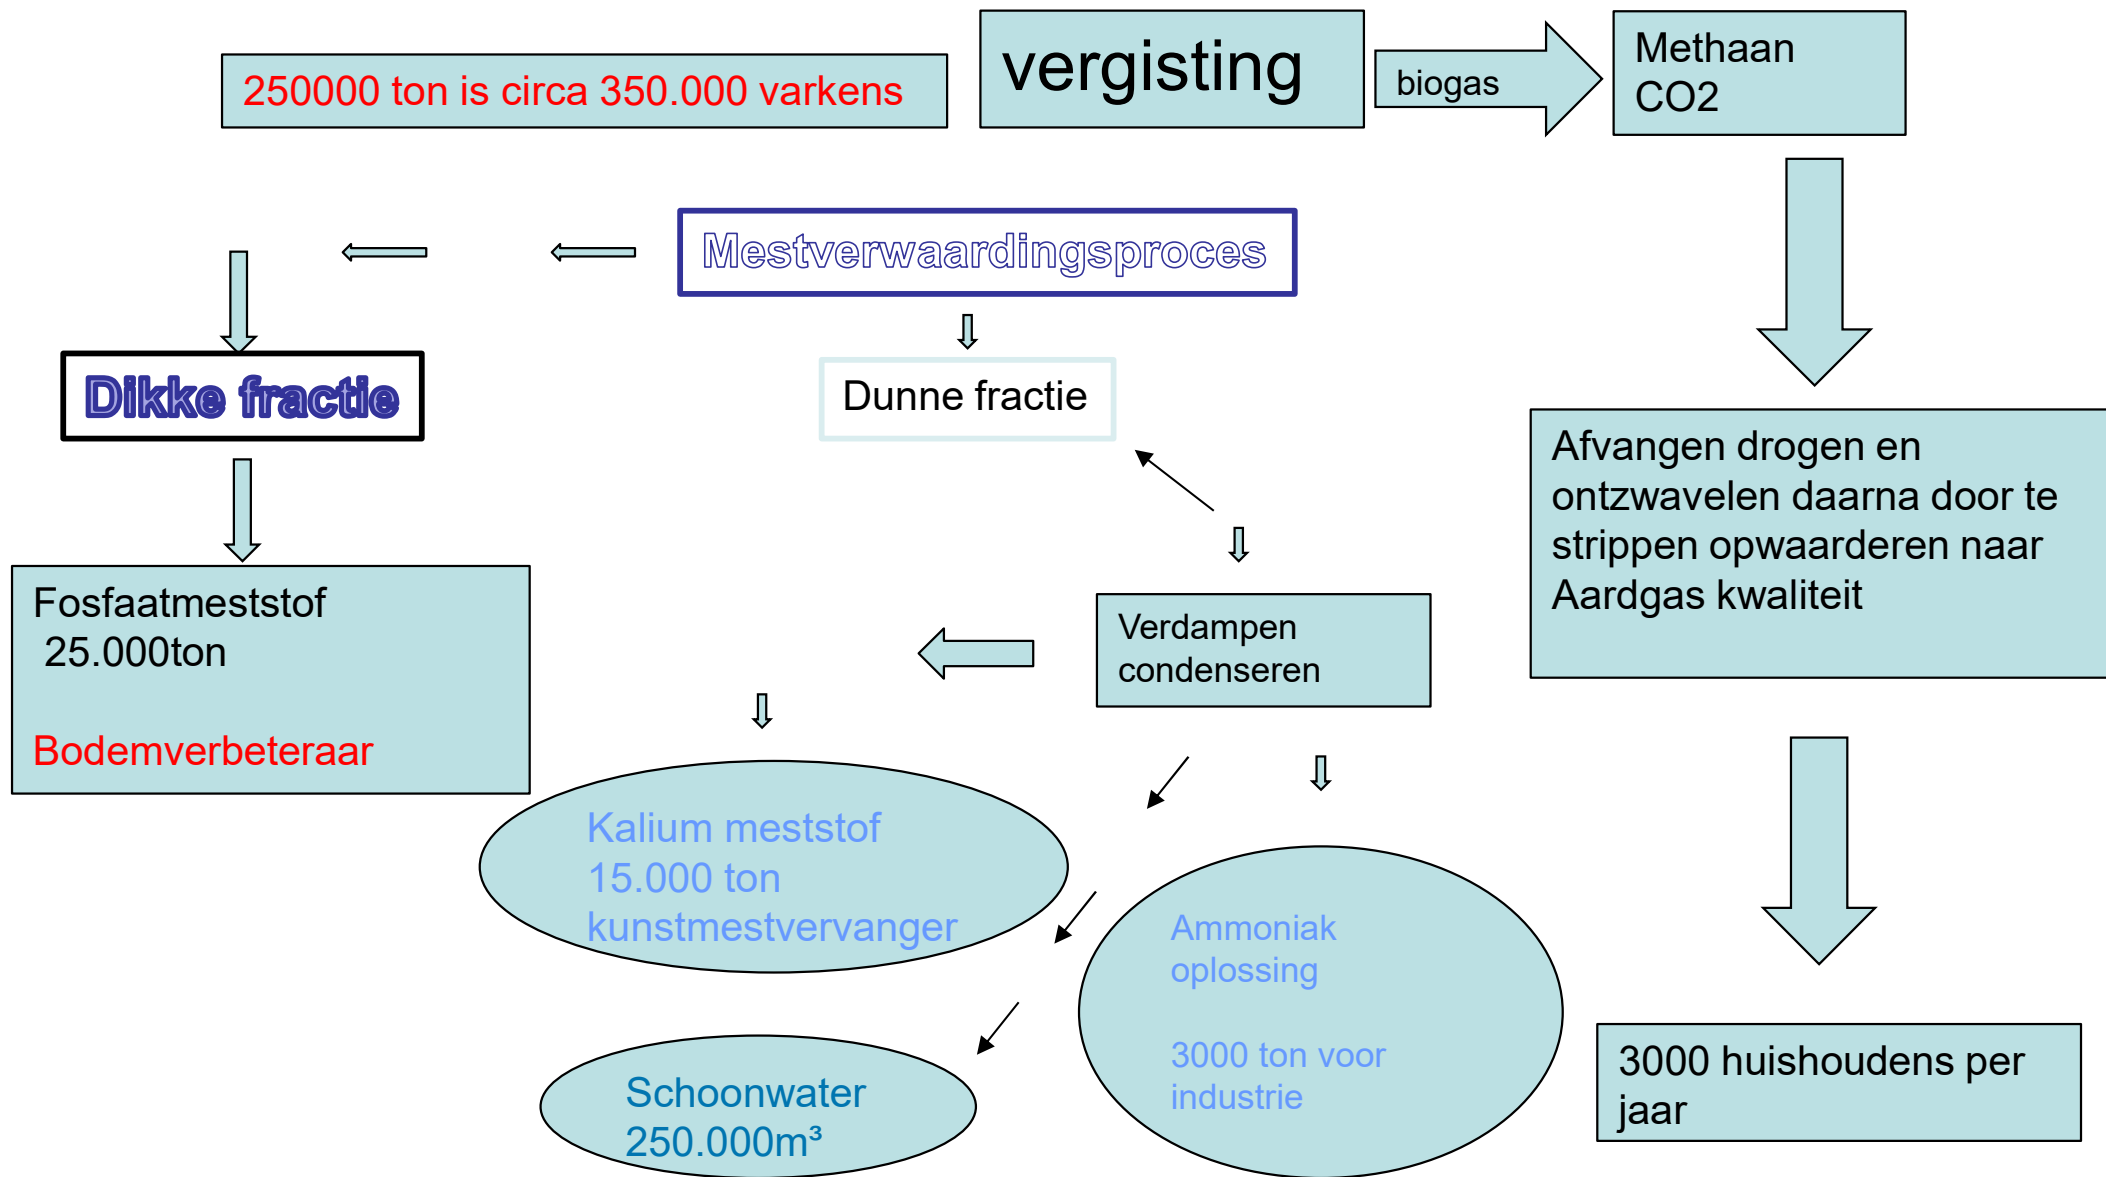 250000 ton is circa 350.000 varkens
vergisting
biogas
Methaan
CO2
Mestverwaardingsproces
Dikke fractie
Dunne fractie
Afvangen drogen en
ontzwavelen daarna door te
strippen opwaarderen naar
Aardgas kwaliteit
Fosfaatmeststof
25.000ton
Bodemverbeteraar
Verdampen
condenseren
Kalium meststof
15.000 ton
kunstmestvervanger
Ammoniak
oplossing
3000 ton voor
industrie
Schoonwater
250.000m³
3000 huishoudens per
jaar